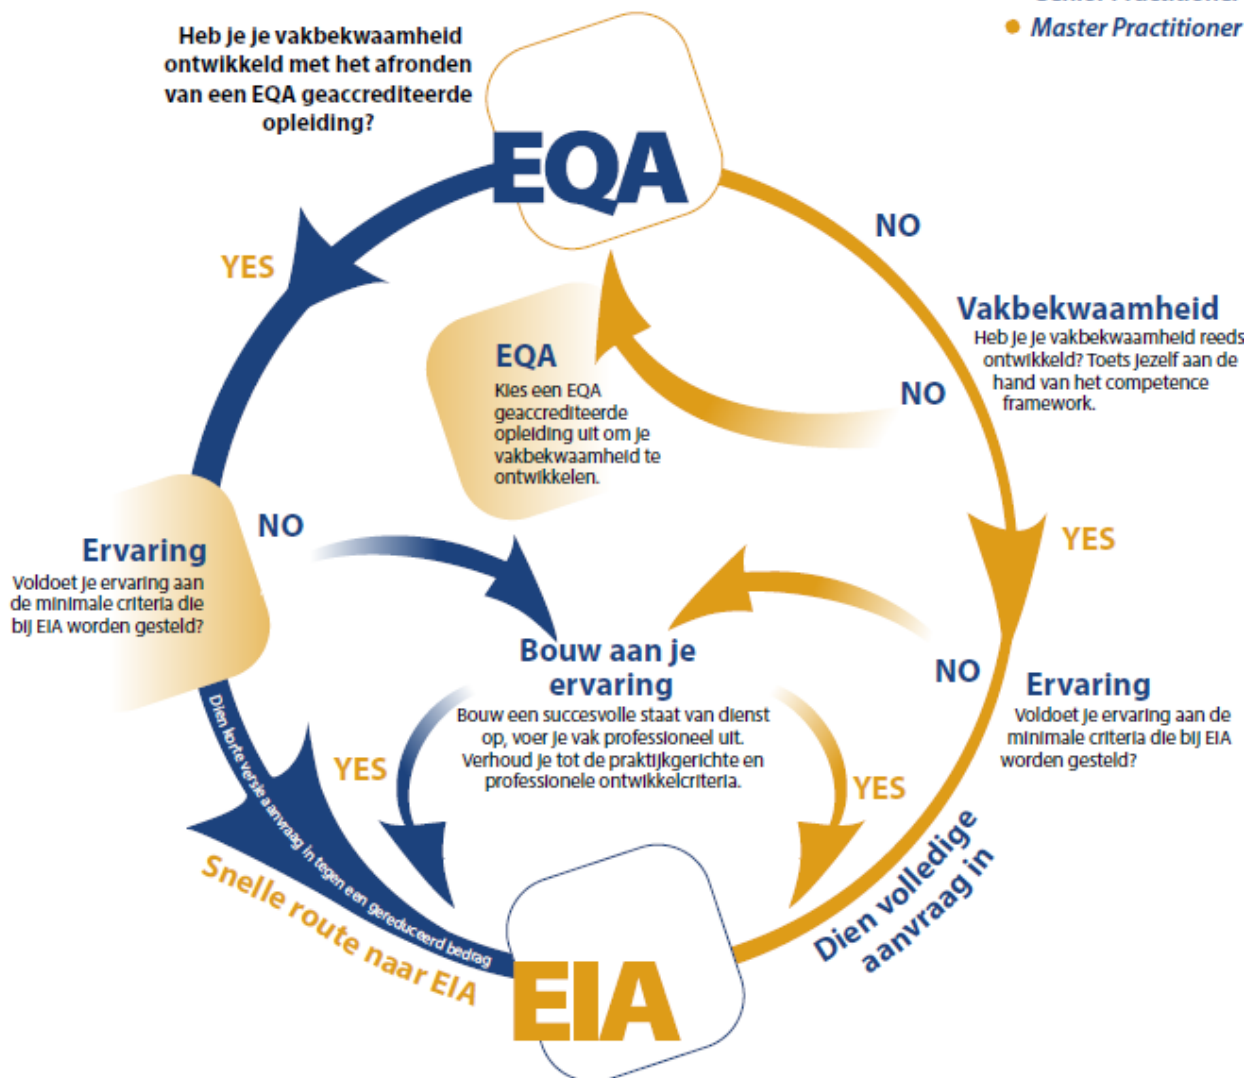 Master Practitioner
Heb je je vakbekwaamheid
ontwikkeld met het afronden
van een EQA geaccrediteerde
opleiding?
EQA
NO
YES
Vakbekwaamheid
Heb je je vakbekwaamheid reeds
ontwikkeld? Toets jezelf aan de
hand van het competence
framework.
EQA
Kies een EQA
geaccrediteerde
opleiding uit om je
vakbekwaamheid te
ontwikkelen.
NO
NO
YES
Ervaring
Voldoet je ervaring aan
de minimale criteria die
bij EIA worden gesteld?
Bouw aan je
ervaring
Bouw een succesvolle staat van dienst
op, voer je vak professioneel uit.
Verhoud je tot de praktijkgerichte en
professionele ontwikkelcriteria.
NO
Ervaring
Voldoet je ervaring aan de
minimale criteria die bij EIA
worden gesteld?
YES
YES
Dien korte versie aanvraag in tegen een gereduceerd bedrag
Snelle route naar EIA
Dien volledige
aanvraag in
EIA